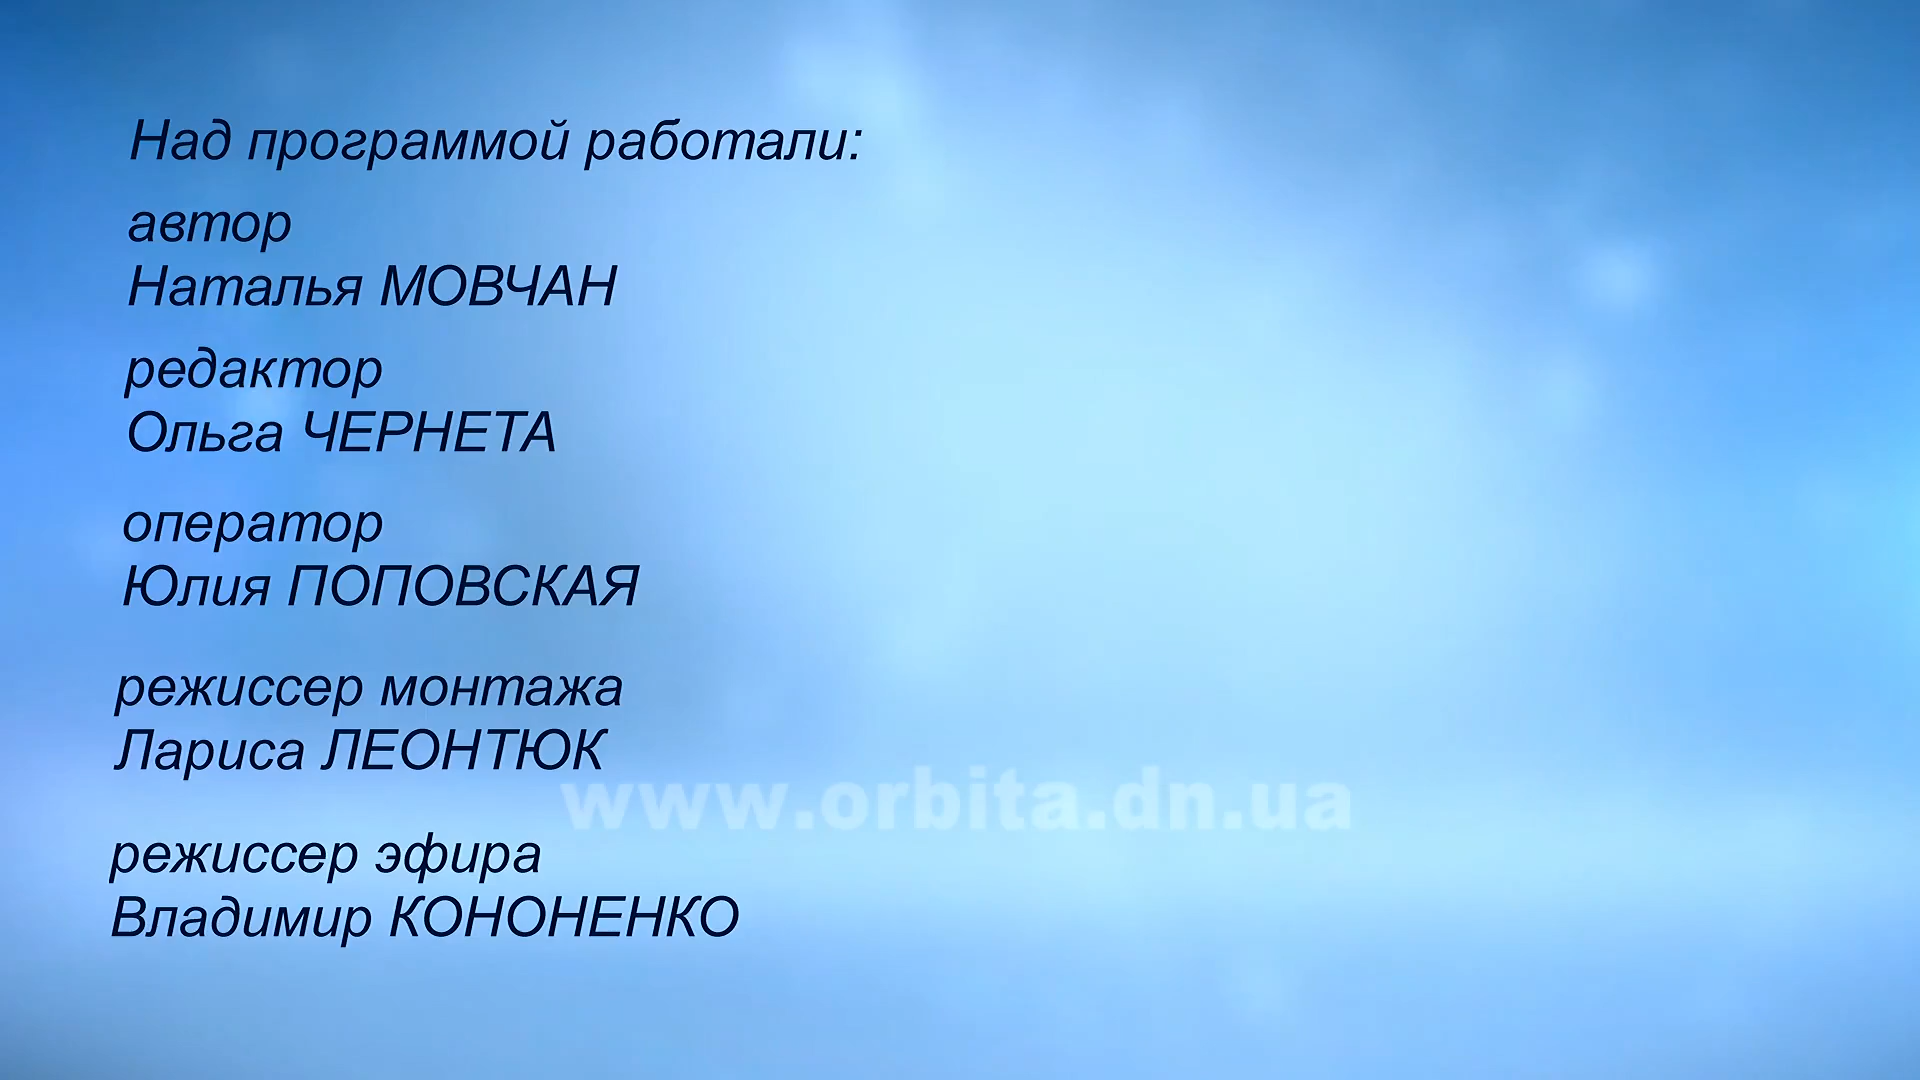 Над программой работали:
автор
Наталья МОВЧАН
редактор
Ольга ЧЕРНЕТА
оператор
Юлия ПОПОВСКАЯ
режиссер монтажа
Лариса ЛЕОНТЮК
www.orbita.dn.ua
режиссер эфира
Владимир КОНОНЕНКО